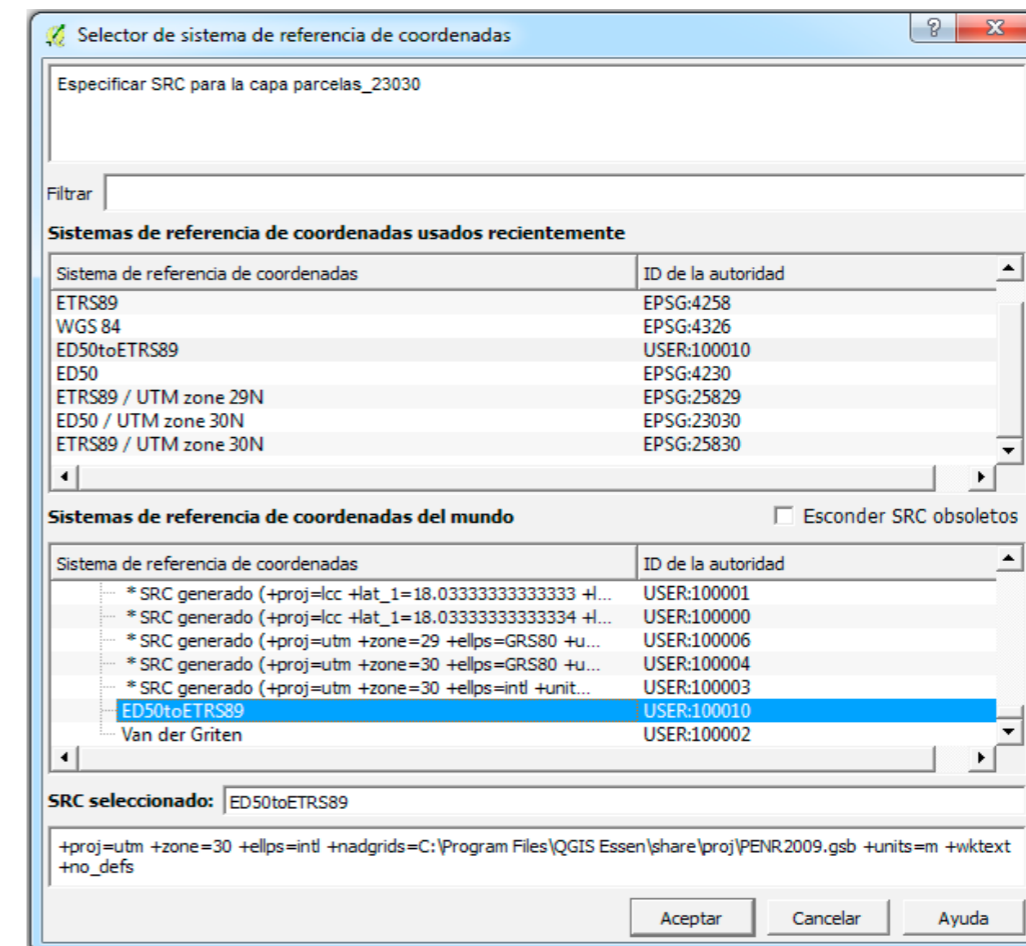 Selector de sistema de referencia de coordenadas
Especificar SRC para la capa parcelas_23030
Filtrar
Sistemas de referencia de coordenadas usados recientemente
Sistema de referencia de coordenadas ID de la autoridad
ETRS89 EPSG:4258
WGS 84 EPSG:4326
ED50toETRS89 USER:100010
ED50 EPSG:4230
ETRS89 / UTM zone 29N EPSG:25829
ED50 / UTM zone 30N EPSG:23030
ETRS89 / UTM zone 30N EPSG:25830
Sistemas de referencia de coordenadas del mundo Esconder SRC obsoletos
Sistema de referencia de coordenadas ID de la autoridad
* SRC generado (+proj=lcc +lat_1=18.03333333333333 +l... USER:100001
* SRC generado (+proj=lcc +lat_1=18.03333333333334 +l... USER:100000
* SRC generado (+proj=utm +zone=29 +ellps=GRS80 +u... USER:100006
* SRC generado (+proj=utm +zone=30 +ellps=GRS80 +u... USER:100004
* SRC generado (+proj=utm +zone=30 +ellps=intl +unit... USER:100003
ED50toETRS89 USER:100010
Van der Griten USER:100002
SRC seleccionado: ED50toETRS89
+proj=utm +zone=30 +ellps=intl +nadgrids=C:\Program Files\QGIS Essen\share\proj\PENR2009.gsb +units=m +wktext
+no_defs
Aceptar Cancelar Ayuda